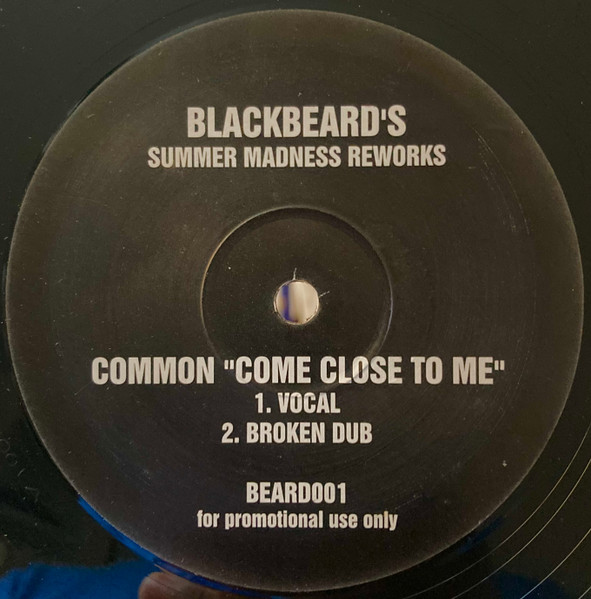 BLACKBEARD'S
SUMMER MADNESS REWORKS
COMMON "COME CLOSE TO ME"
1. VOCAL
2. BROKEN DUB
BEARD001
for promotional use only